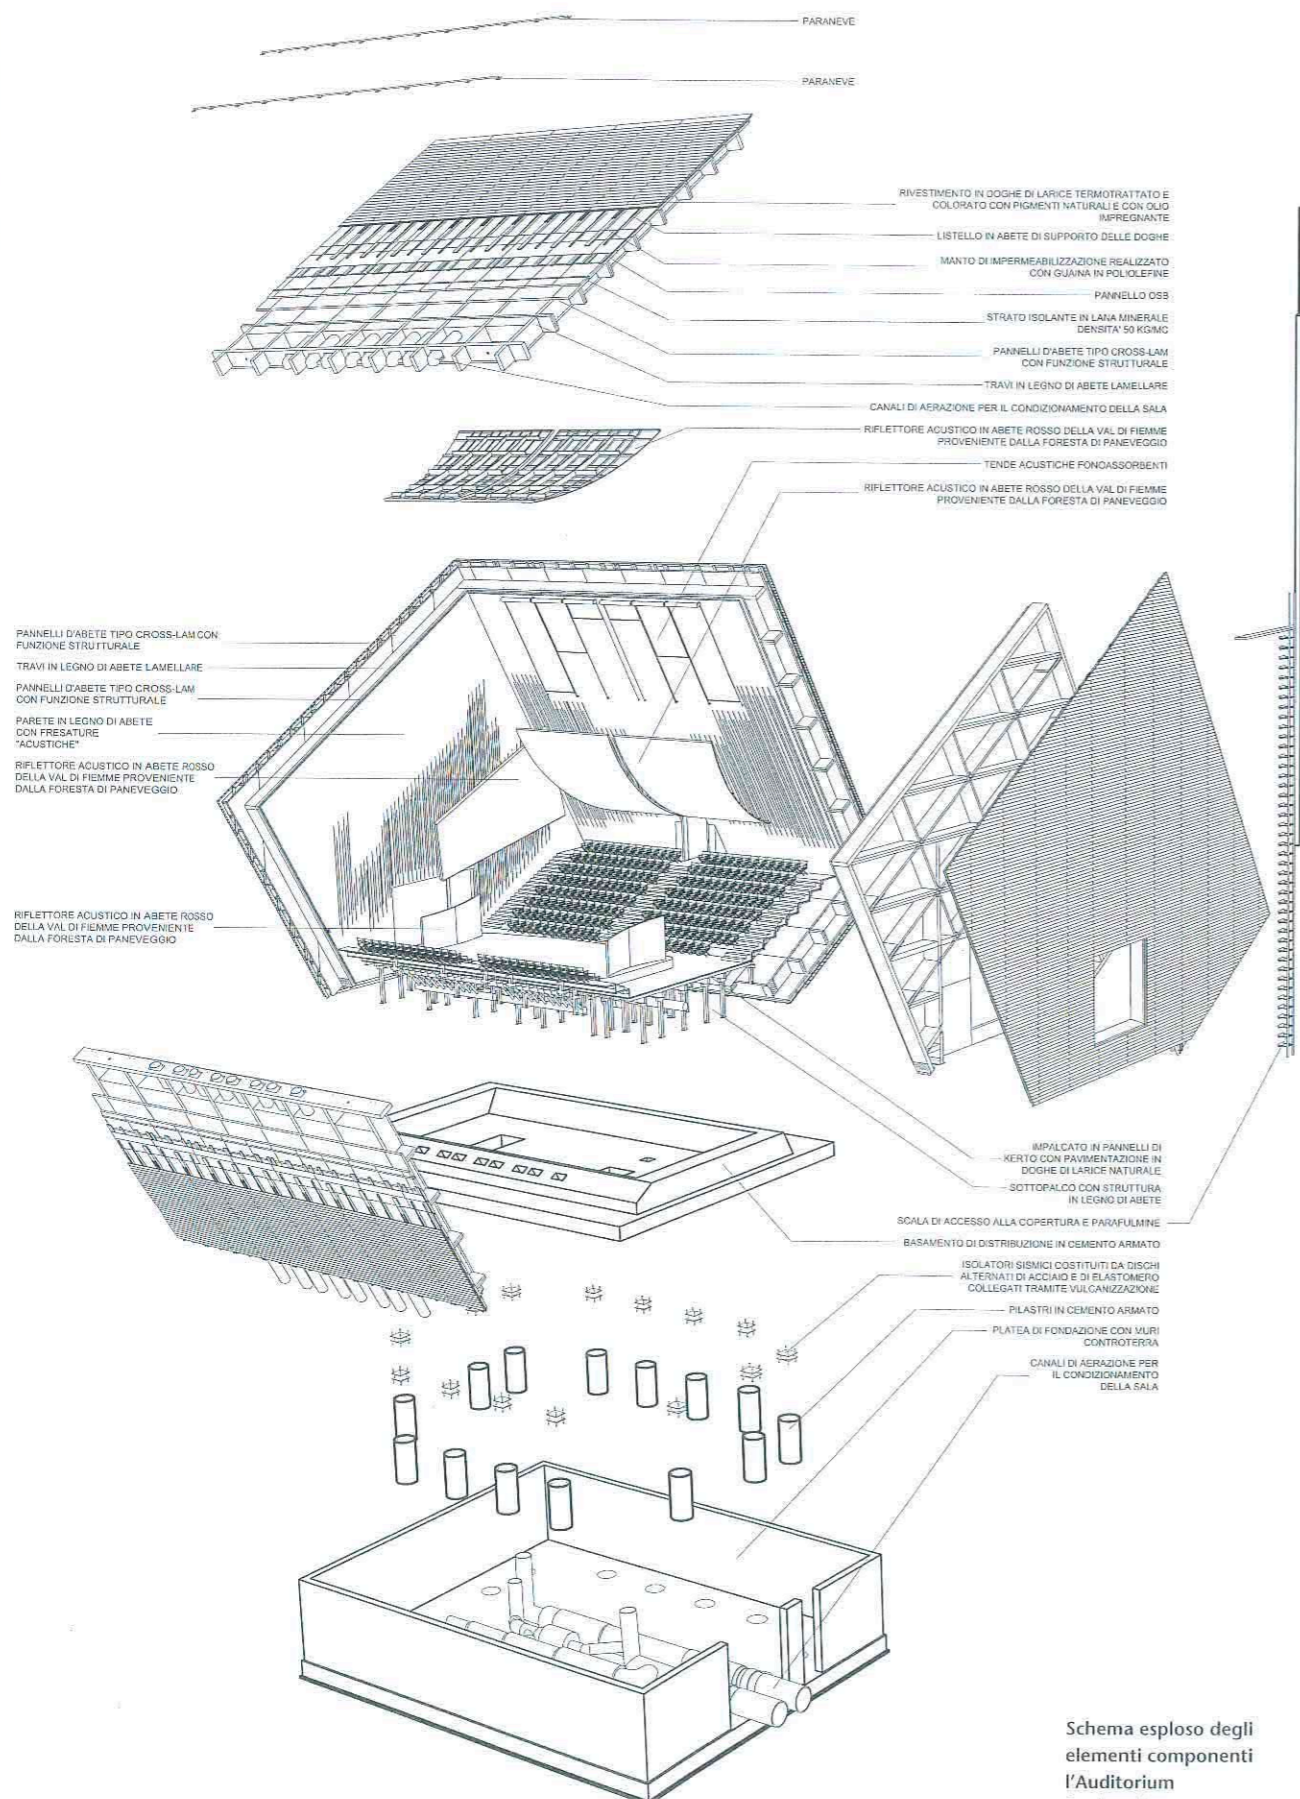 PARANEVE
PARANEVE
RIVESTIMENTO IN DOGHE DI LARICE TERMOTRATTATO E
COLORATO CON PIGMENTI NATURALI E CON OLIO
IMPREGNANTE
LISTELLO IN ABETE DI SUPPORTO DELLE DOGHE
MANTO DI IMPERMEABILIZZAZIONE REALIZZATO
CON GUAINA IN POLIOLEFINE
PANNELLO OSB
STRATO ISOLANTE IN LANA MINERALE
DENSITA' 50 KG/MC
PANNELLI D'ABETE TIPO CROSS-LAM
CON FUNZIONE STRUTTURALE
TRAVI IN LEGNO DI ABETE LAMELLARE
CANALI DI AERAZIONE PER IL CONDIZIONAMENTO DELLA SALA
RIFLETTORE ACUSTICO IN ABETE ROSSO DELLA VAL DI FIEMME
PROVENIENTE DALLA FORESTA DI PANEVEGGIO
TENDE ACUSTICHE FONOASSORBENTI
RIFLETTORE ACUSTICO IN ABETE ROSSO DELLA VAL DI FIEMME
PROVENIENTE DALLA FORESTA DI PANEVEGGIO
PANNELLI D'ABETE TIPO CROSS-LAM CON
FUNZIONE STRUTTURALE
TRAVI IN LEGNO DI ABETE LAMELLARE
PANNELLI D'ABETE TIPO CROSS-LAM
CON FUNZIONE STRUTTURALE
PARETE IN LEGNO DI ABETE
CON FRESATURE
"ACUSTICHE"
RIFLETTORE ACUSTICO IN ABETE ROSSO
DELLA VAL DI FIEMME PROVENIENTE
DALLA FORESTA DI PANEVEGGIO
RIFLETTORE ACUSTICO IN ABETE ROSSO
DELLA VAL DI FIEMME PROVENIENTE
DALLA FORESTA DI PANEVEGGIO
IMPALCATO IN PANNELLI DI
KERTO CON PAVIMENTAZIONE IN
DOGHE DI LARICE NATURALE
SOTTOPALCO CON STRUTTURA
IN LEGNO DI ABETE
SCALA DI ACCESSO ALLA COPERTURA E PARAFULMINE
BASAMENTO DI DISTRIBUZIONE IN CEMENTO ARMATO
ISOLATORI SISMICI COSTITUITI DA DISCHI
ALTERNATI DI ACCIAIO E DI ELASTOMERO
COLLEGATI TRAMITE VULCANIZZAZIONE
PILASTRI IN CEMENTO ARMATO
PLATEA DI FONDAZIONE CON MURI
CONTROTERRA
CANALI DI AERAZIONE PER
IL CONDIZIONAMENTO
DELLA SALA
Schema esploso degli
elementi componenti
l'Auditorium